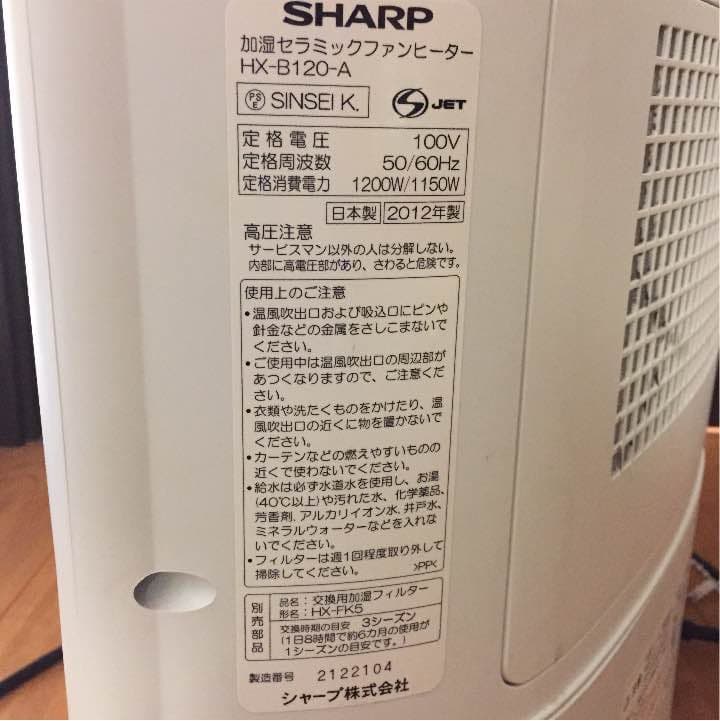 SHARP
加湿セラミックファンヒーター
HX-B120-A
PSE SINSEI K. S JET
定格電圧 100V
定格周波数 50/60Hz
定格消費電力 1200W/1150W
日本製 2012年製
高圧注意
サービスマン以外の人は分解しない。
内部に高電圧部があり、さわると危険です。
使用上のご注意
•温風吹出口および吸込口にピンや
針金などの金属をさしこまないで
ください。
•ご使用中は温風吹出口の周辺部が
あつくなりますので、ご注意くだ
さい。
•衣類や洗たくものをかけたり、温
風吹出口の近くに物を置かないで
ください。
•カーテンなどの燃えやすいものの
近くで使わないでください。
•給水は必ず水道水を使用し、お湯
(40℃以上)や汚れた水、化学薬品、
芳香剤、アルカリイオン水、井戸水、
ミネラルウォーターなどを入れな
いでください。
•フィルターは週1回程度取り外して
掃除してください。 >PP<
別売部品
品名：交換用加湿フィルター
形名：HX-FK5
交換時期の目安 3シーズン
(1日8時間で約6カ月の使用が
1シーズンの目安です。)
製造番号 2122104
シャープ株式会社